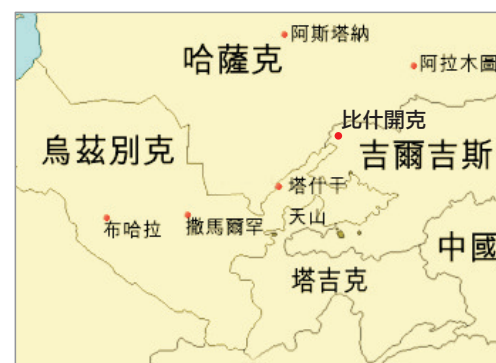 阿斯塔納
哈薩克
阿拉木圖
比什開克
烏茲別克
吉爾吉斯
塔什干
布哈拉
撒馬爾罕
天山
中國
塔吉克